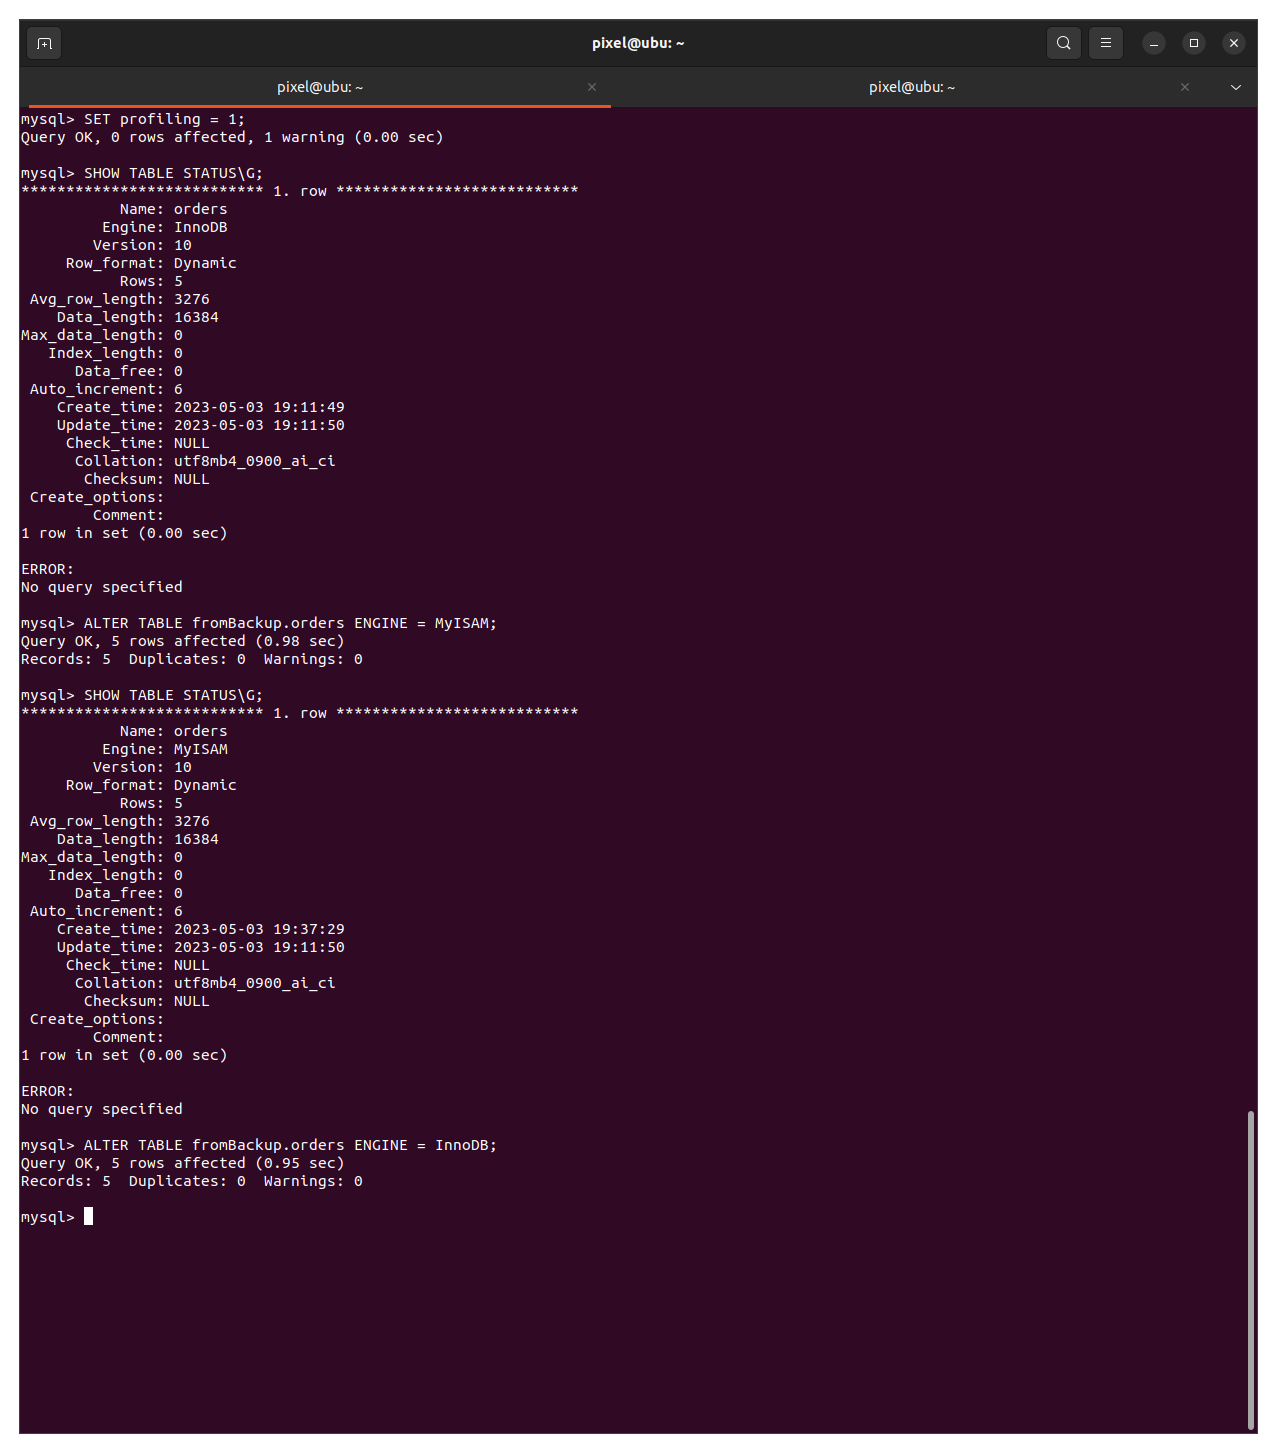 pixel@ubu: ~
pixel@ubu: ~
pixel@ubu: ~
mysql> SET profiling = 1;
Query OK, 0 rows affected, 1 warning (0.00 sec)
mysql> SHOW TABLE STATUS\G;
*************************** 1. row ***************************
Name: orders
Engine: InnoDB
Version: 10
Row_format: Dynamic
Rows: 5
Avg_row_length: 3276
Data_length: 16384
Max_data_length: 0
Index_length: 0
Data_free: 0
Auto_increment: 6
Create_time: 2023-05-03 19:11:49
Update_time: 2023-05-03 19:11:50
Check_time: NULL
Collation: utf8mb4_0900_ai_ci
Checksum: NULL
Create_options:
Comment:
1 row in set (0.00 sec)
ERROR:
No query specified
mysql> ALTER TABLE fromBackup.orders ENGINE = MyISAM;
Query OK, 5 rows affected (0.98 sec)
Records: 5  Duplicates: 0  Warnings: 0
mysql> SHOW TABLE STATUS\G;
*************************** 1. row ***************************
Name: orders
Engine: MyISAM
Version: 10
Row_format: Dynamic
Rows: 5
Avg_row_length: 3276
Data_length: 16384
Max_data_length: 0
Index_length: 0
Data_free: 0
Auto_increment: 6
Create_time: 2023-05-03 19:37:29
Update_time: 2023-05-03 19:11:50
Check_time: NULL
Collation: utf8mb4_0900_ai_ci
Checksum: NULL
Create_options:
Comment:
1 row in set (0.00 sec)
ERROR:
No query specified
mysql> ALTER TABLE fromBackup.orders ENGINE = InnoDB;
Query OK, 5 rows affected (0.95 sec)
Records: 5  Duplicates: 0  Warnings: 0
mysql>